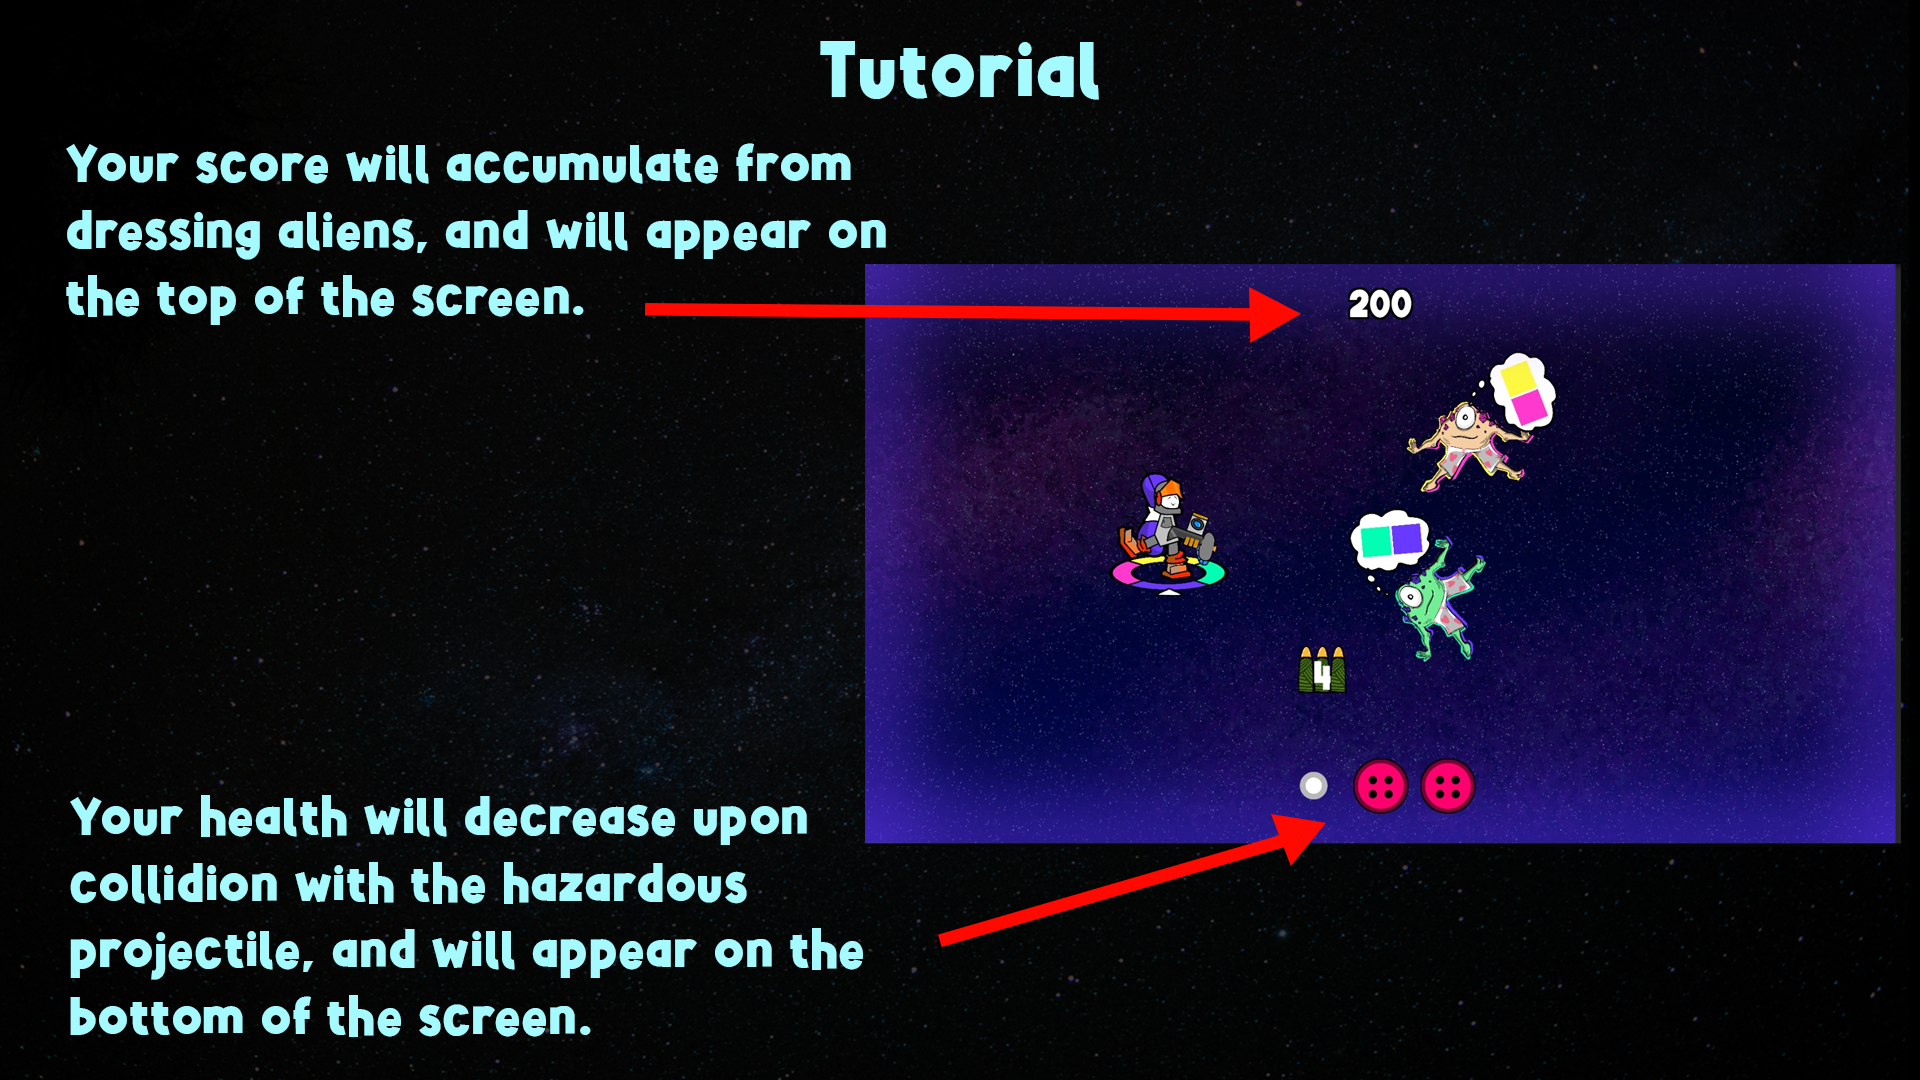 Tutorial
Your score will accumulate from
dressing aliens, and will appear on
the top of the screen.
200
4
Your health will decrease upon
collidion with the hazardous
projectile, and will appear on the
bottom of the screen.